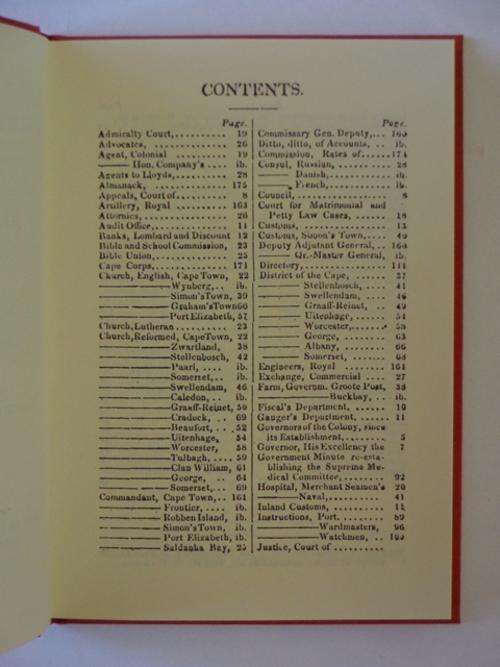 CONTENTS.
Page.
Admiralty Court,.......... 19
Advocates, .......... 26
Agent, Colonial .......... 19
——— Hon. Company's ... ib.
Agents to Lloyds,.......... 28
Almanack, .......... 175
Appeals, Court of.......... 8
Artillery, Royal .......... 163
Attornies,.......... 26
Audit Office,.......... 11
Banks, Lombard and Discount 12
Bible and School Commission, 23
Bible Union,.......... 25
Cape Corps,.......... 171
Church, English, Cape Town, 22
——— Wynberg,.. ib.
——— Simon's Town, 39
——— Graham's Town 66
——— Port Elizabeth, 57
Church, Lutheran .......... 23
Church, Reformed, Cape Town, 22
——— Zwartland, 38
——— Stellenbosch, 42
——— Paarl, .... ib.
——— Somerset,.. ib.
——— Swellendam, 46
——— Caledon, .. ib.
——— Graaff-Reinet, 50
——— Cradock, .. 69
——— Beaufort, .. 52
——— Uitenhage, 54
——— Worcester, 58
——— Tulbagh, .... 59
——— Clan William, 61
——— George, .. 64
——— Somerset, .. 69
Commandant, Cape Town, .. 161
——— Frontier, .... ib.
——— Robben Island, ib.
——— Simon's Town, ib.
——— Port Elizabeth, ib.
——— Saldanha Bay, 25
Page.
Commissary Gen. Deputy,...
Ditto, ditto, of Accounts, .. ib.
Commission, Rates of...... 174
Consul, Russian, .......... 28
——— Danish,.......... ib.
——— French,.......... ib.
Council,.......... 8
Court for Matrimonial and
Petty Law Cases, ...... 18
Customs, .......... 13
Customs, Simon's Town,.... 40
Deputy Adjutant General,..
——— Qr.-Master General, ib.
Directory,..........
District of the Cape, ...... 37
——— Stellenbosch, .... 41
——— Swellendam, .... 46
——— Graaff-Reinet, .. 49
——— Uitenhage, ...... 54
——— Worcester,...... 58
——— George, .......... 63
——— Albany, .......... 66
——— Somerset, ...... 68
Engineers, Royal .......... 161
Exchange, Commercial .... 27
Farm, Governm. Groote Post, 38
——— Buckbay, .. ib.
Fiscal's Department, ...... 10
Ganger's Department, ...... 11
Governors of the Colony, since
its Establishment,.......... 5
Governor, His Excellency the 7
Government Minute re-esta-
blishing the Supreme Me-
dical Committee, .......... 92
Hospital, Merchant Seamen's 20
——— Naval,.......... 41
Inland Customs, .......... 11
Instructions, Port. .......... 89
——— Wardmasters, 96
——— Watchmen, .. 100
Justice, Court of ..........